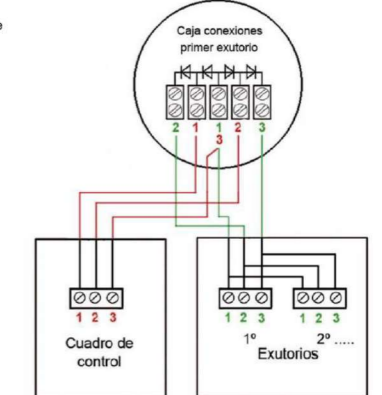 e
Caja conexiones
primer exutorio
2 1 1 2 3
3
1 2 3
1 2 3 1 2 3
Cuadro de
control
1º 2º .....
Exutorios